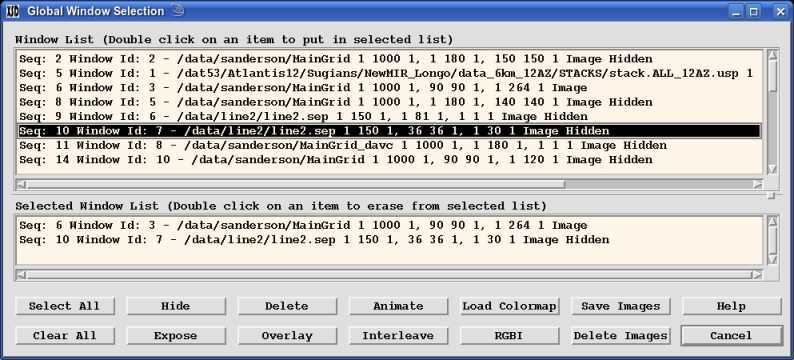 Global Window Selection
Window List (Double click on an item to put in selected list)
Seq: 2 Window Id: 2 - /data/sanderson/MainGrid 1 1000 1, 1 180 1, 150 150 1 Image Hidden
Seq: 5 Window Id: 1 - /dat53/Atlantis12/Sugians/NewMIR_Longo/data_6km_12AZ/STACKS/stack.ALL_12AZ.usp 1
Seq: 6 Window Id: 3 - /data/sanderson/MainGrid 1 1000 1, 90 90 1, 1 264 1 Image
Seq: 8 Window Id: 5 - /data/sanderson/MainGrid 1 1000 1, 1 180 1, 140 140 1 Image Hidden
Seq: 9 Window Id: 6 - /data/line2/line2.sep 1 150 1, 1 81 1, 1 1 1 Image Hidden
Seq: 10 Window Id: 7 - /data/line2/line2.sep 1 150 1, 36 36 1, 1 30 1 Image Hidden
Seq: 11 Window Id: 8 - /data/sanderson/MainGrid_davc 1 1000 1, 1 180 1, 1 1 1 Image Hidden
Seq: 14 Window Id: 10 - /data/sanderson/MainGrid 1 1000 1, 90 90 1, 1 120 1 Image Hidden
Selected Window List (Double click on an item to erase from selected list)
Seq: 6 Window Id: 3 - /data/sanderson/MainGrid 1 1000 1, 90 90 1, 1 264 1 Image
Seq: 10 Window Id: 7 - /data/line2/line2.sep 1 150 1, 36 36 1, 1 30 1 Image Hidden
Select All Hide Delete Animate Load Colormap Save Images Help
Clear All Expose Overlay Interleave RGBI Delete Images Cancel